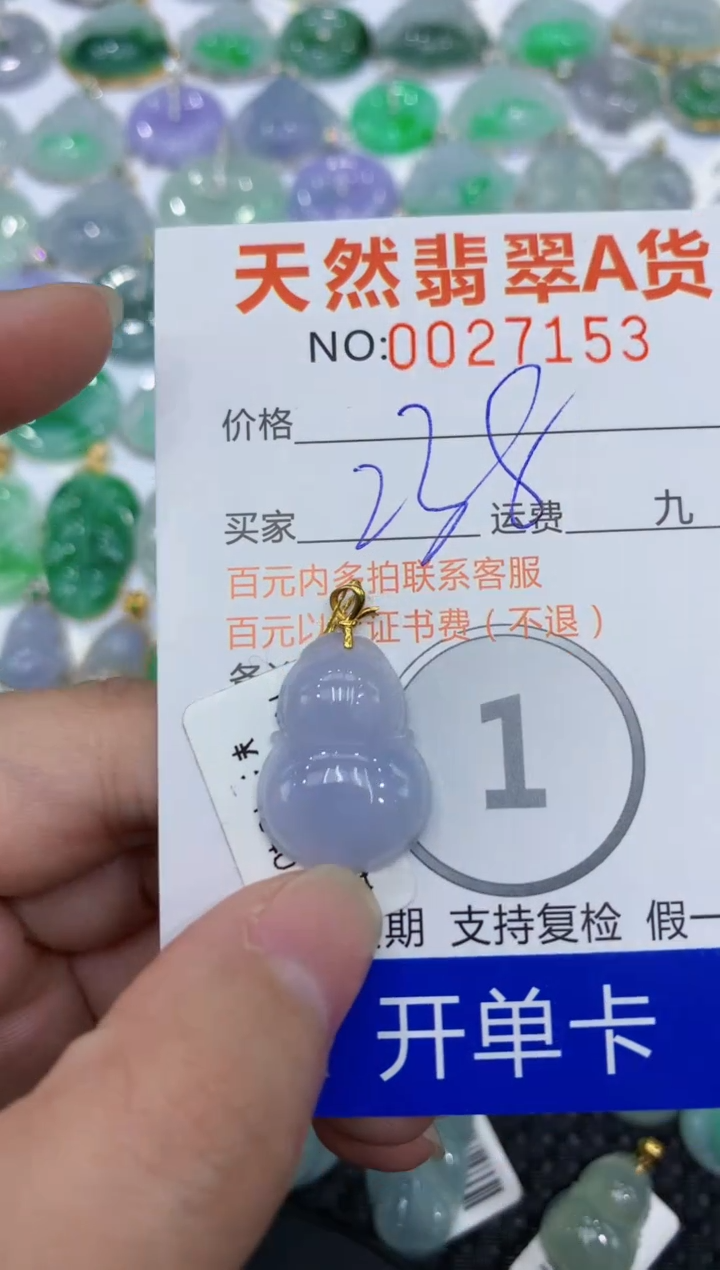 天然翡翠A货
NO:0027153
价格
238
买家 运费 九
百元内多拍联系客服
百元以 证书费（不退）
1
期 支持复检 假一
开单卡